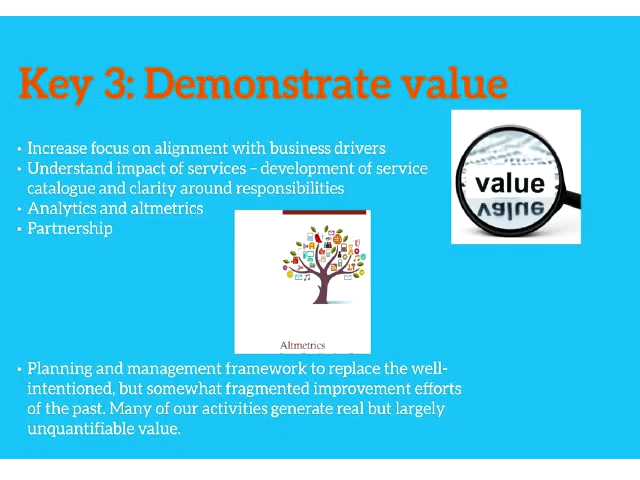 Key 3: Demonstrate value
• Increase focus on alignment with business drivers
• Understand impact of services – development of service
catalogue and clarity around responsibilities
• Analytics and altmetrics
• Partnership
value
value
Altmetrics
• Planning and management framework to replace the well-
intentioned, but somewhat fragmented improvement efforts
of the past. Many of our activities generate real but largely
unquantifiable value.